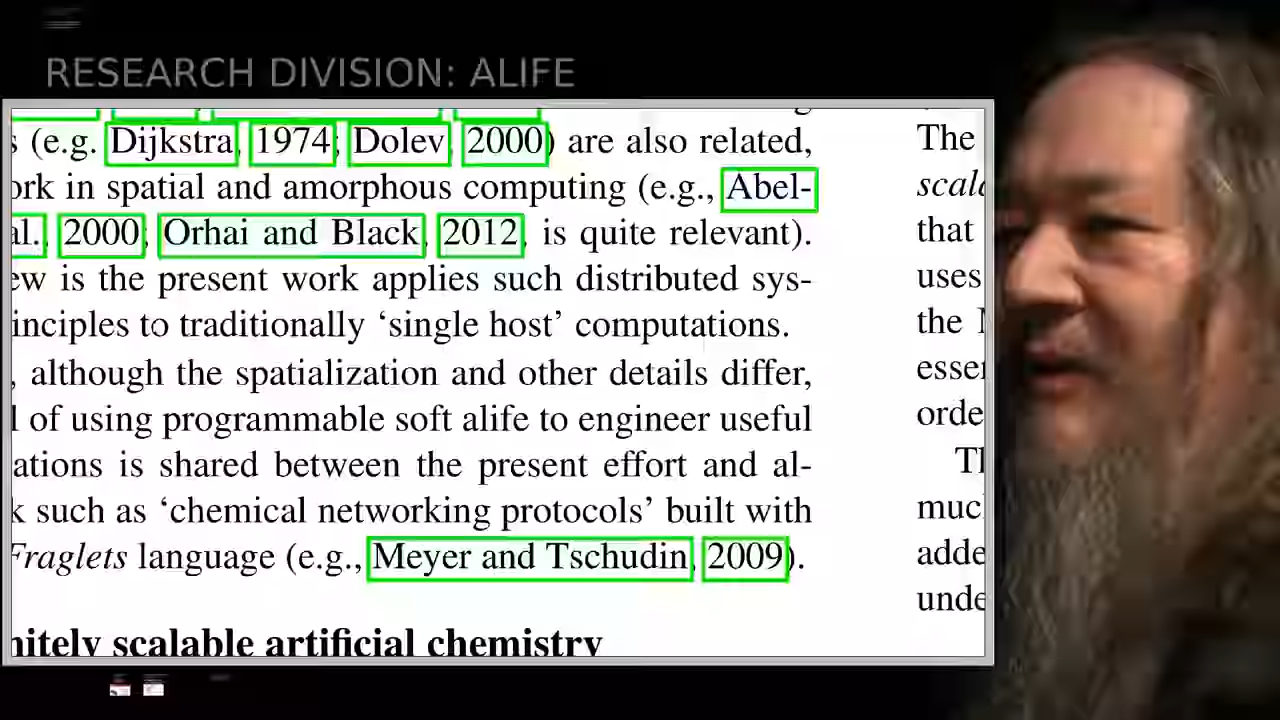 RESEARCH DIVISION: ALIFE
s (e.g. Dijkstra, 1974; Dolev, 2000) are also related,
ork in spatial and amorphous computing (e.g., Abel-
al., 2000; Orhai and Black, 2012, is quite relevant).
ew is the present work applies such distributed sys-
inciples to traditionally ‘single host’ computations.
, although the spatialization and other details differ,
l of using programmable soft alife to engineer useful
ations is shared between the present effort and al-
k such as ‘chemical networking protocols’ built with
Fraglets language (e.g., Meyer and Tschudin, 2009).
nitely scalable artificial chemistry
The
scala
that
uses
the
esser
orde
Th
muc
adde
unde